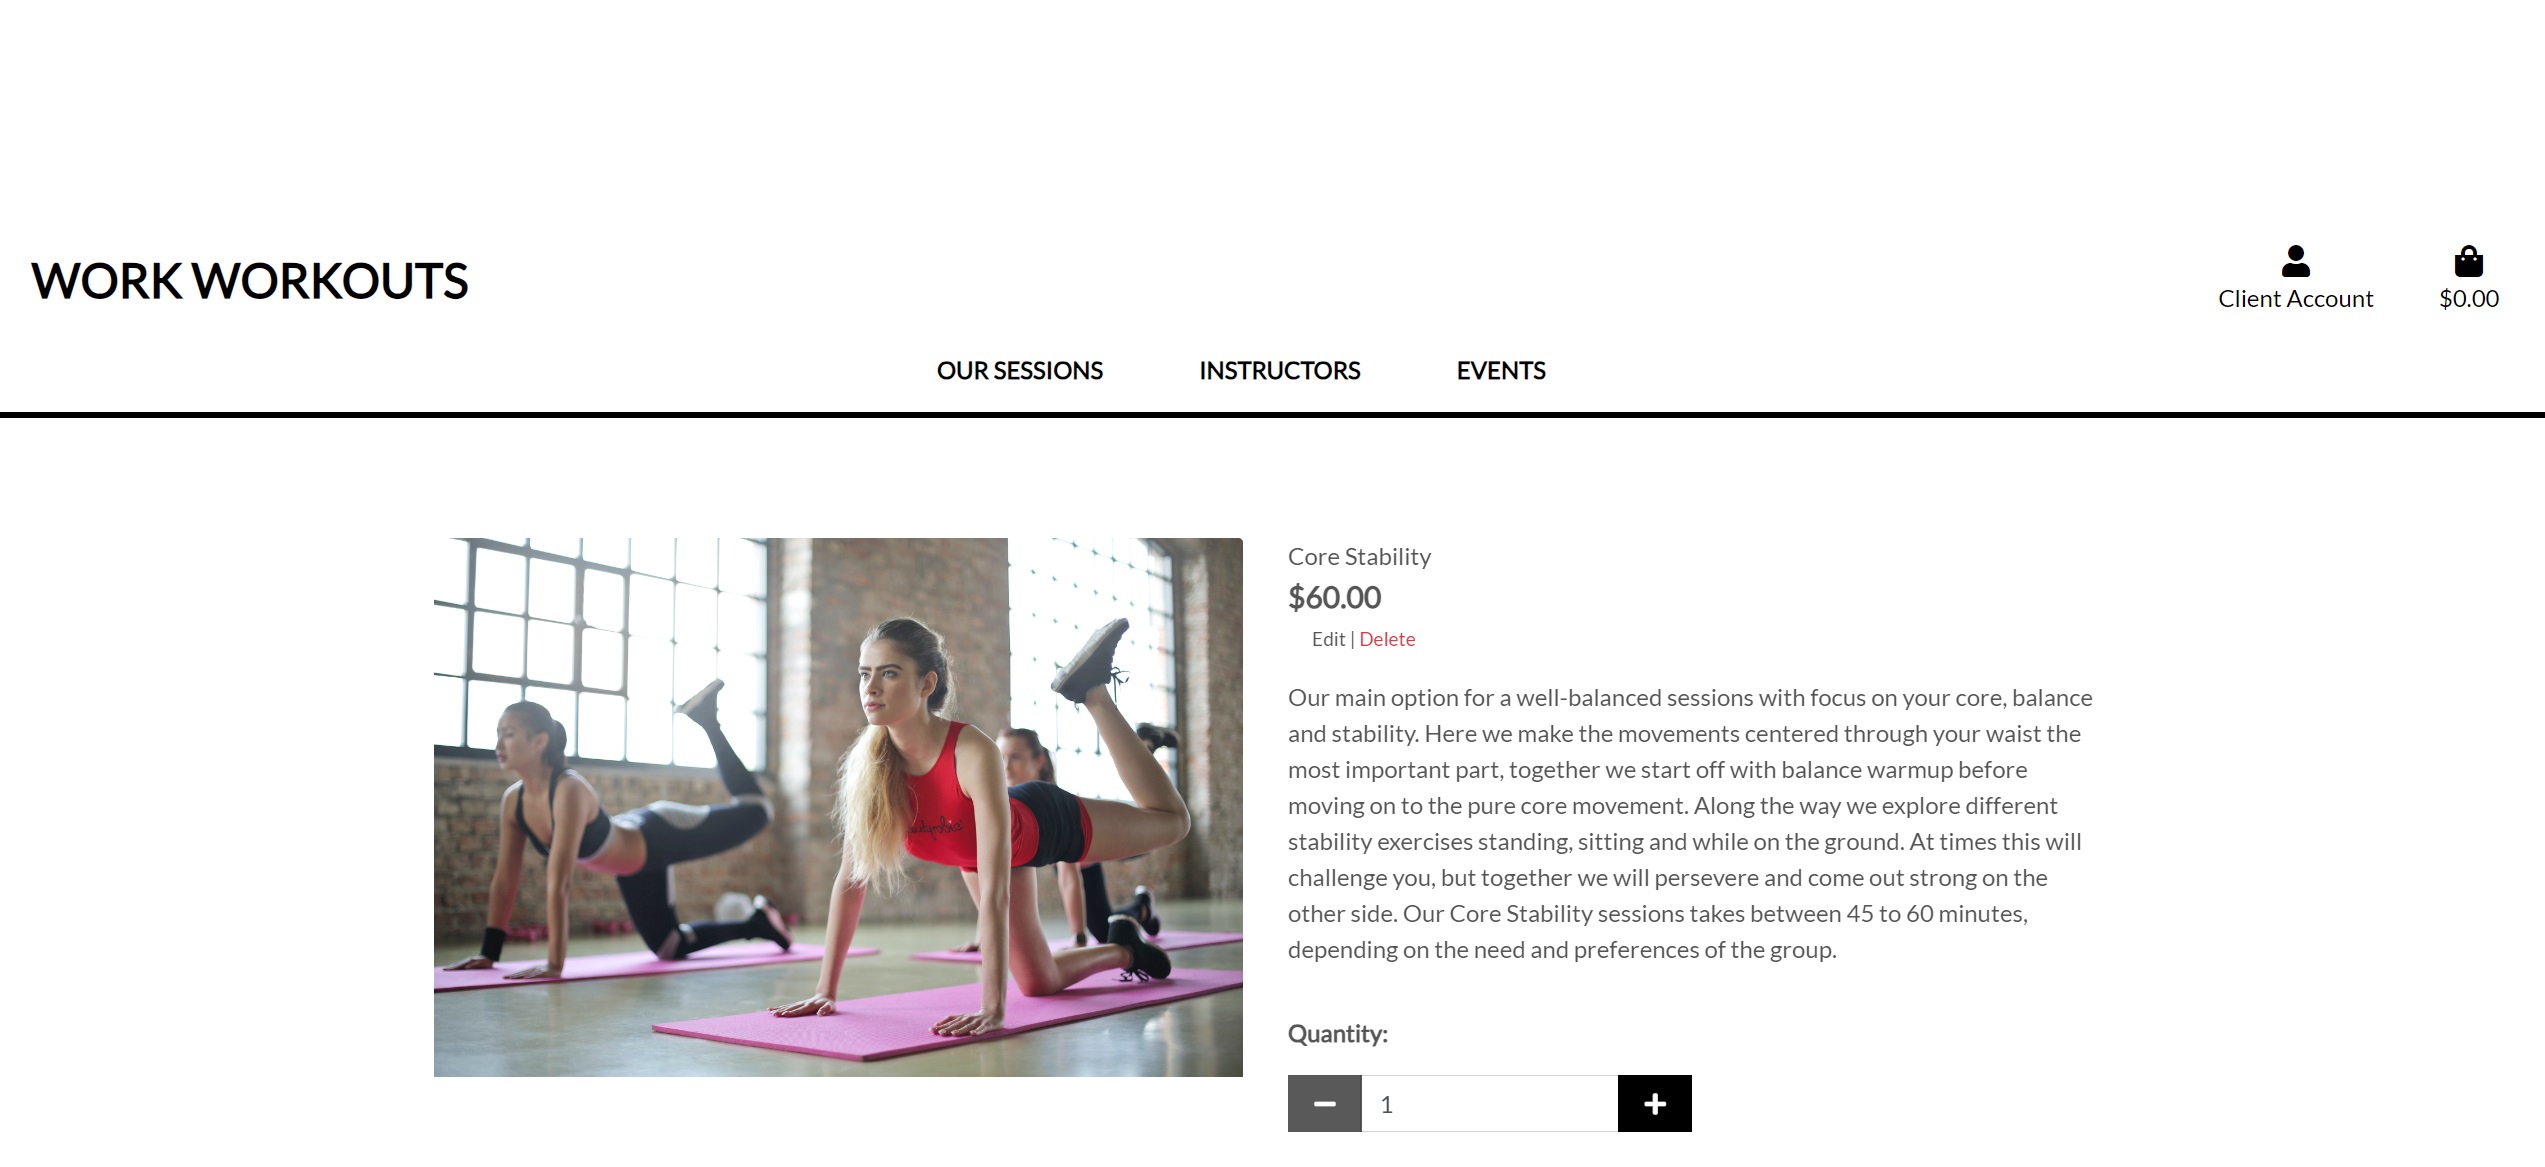 WORK WORKOUTS
Client Account
$0.00
OUR SESSIONS
INSTRUCTORS
EVENTS
Core Stability
$60.00
Edit | Delete
Our main option for a well-balanced sessions with focus on your core, balance
and stability. Here we make the movements centered through your waist the
most important part, together we start off with balance warmup before
moving on to the pure core movement. Along the way we explore different
stability exercises standing, sitting and while on the ground. At times this will
challenge you, but together we will persevere and come out strong on the
other side. Our Core Stability sessions takes between 45 to 60 minutes,
depending on the need and preferences of the group.
Quantity:
1